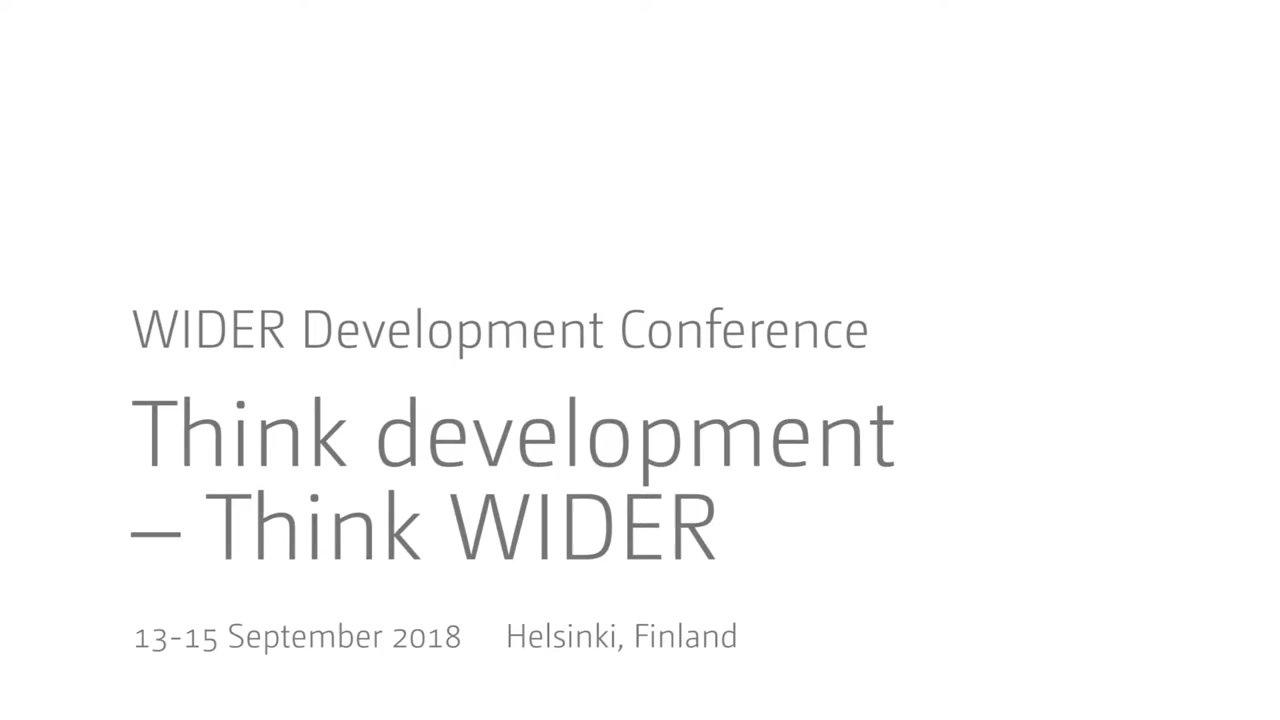 WIDER Development Conference
Think development
– Think WIDER
13-15 September 2018 Helsinki, Finland